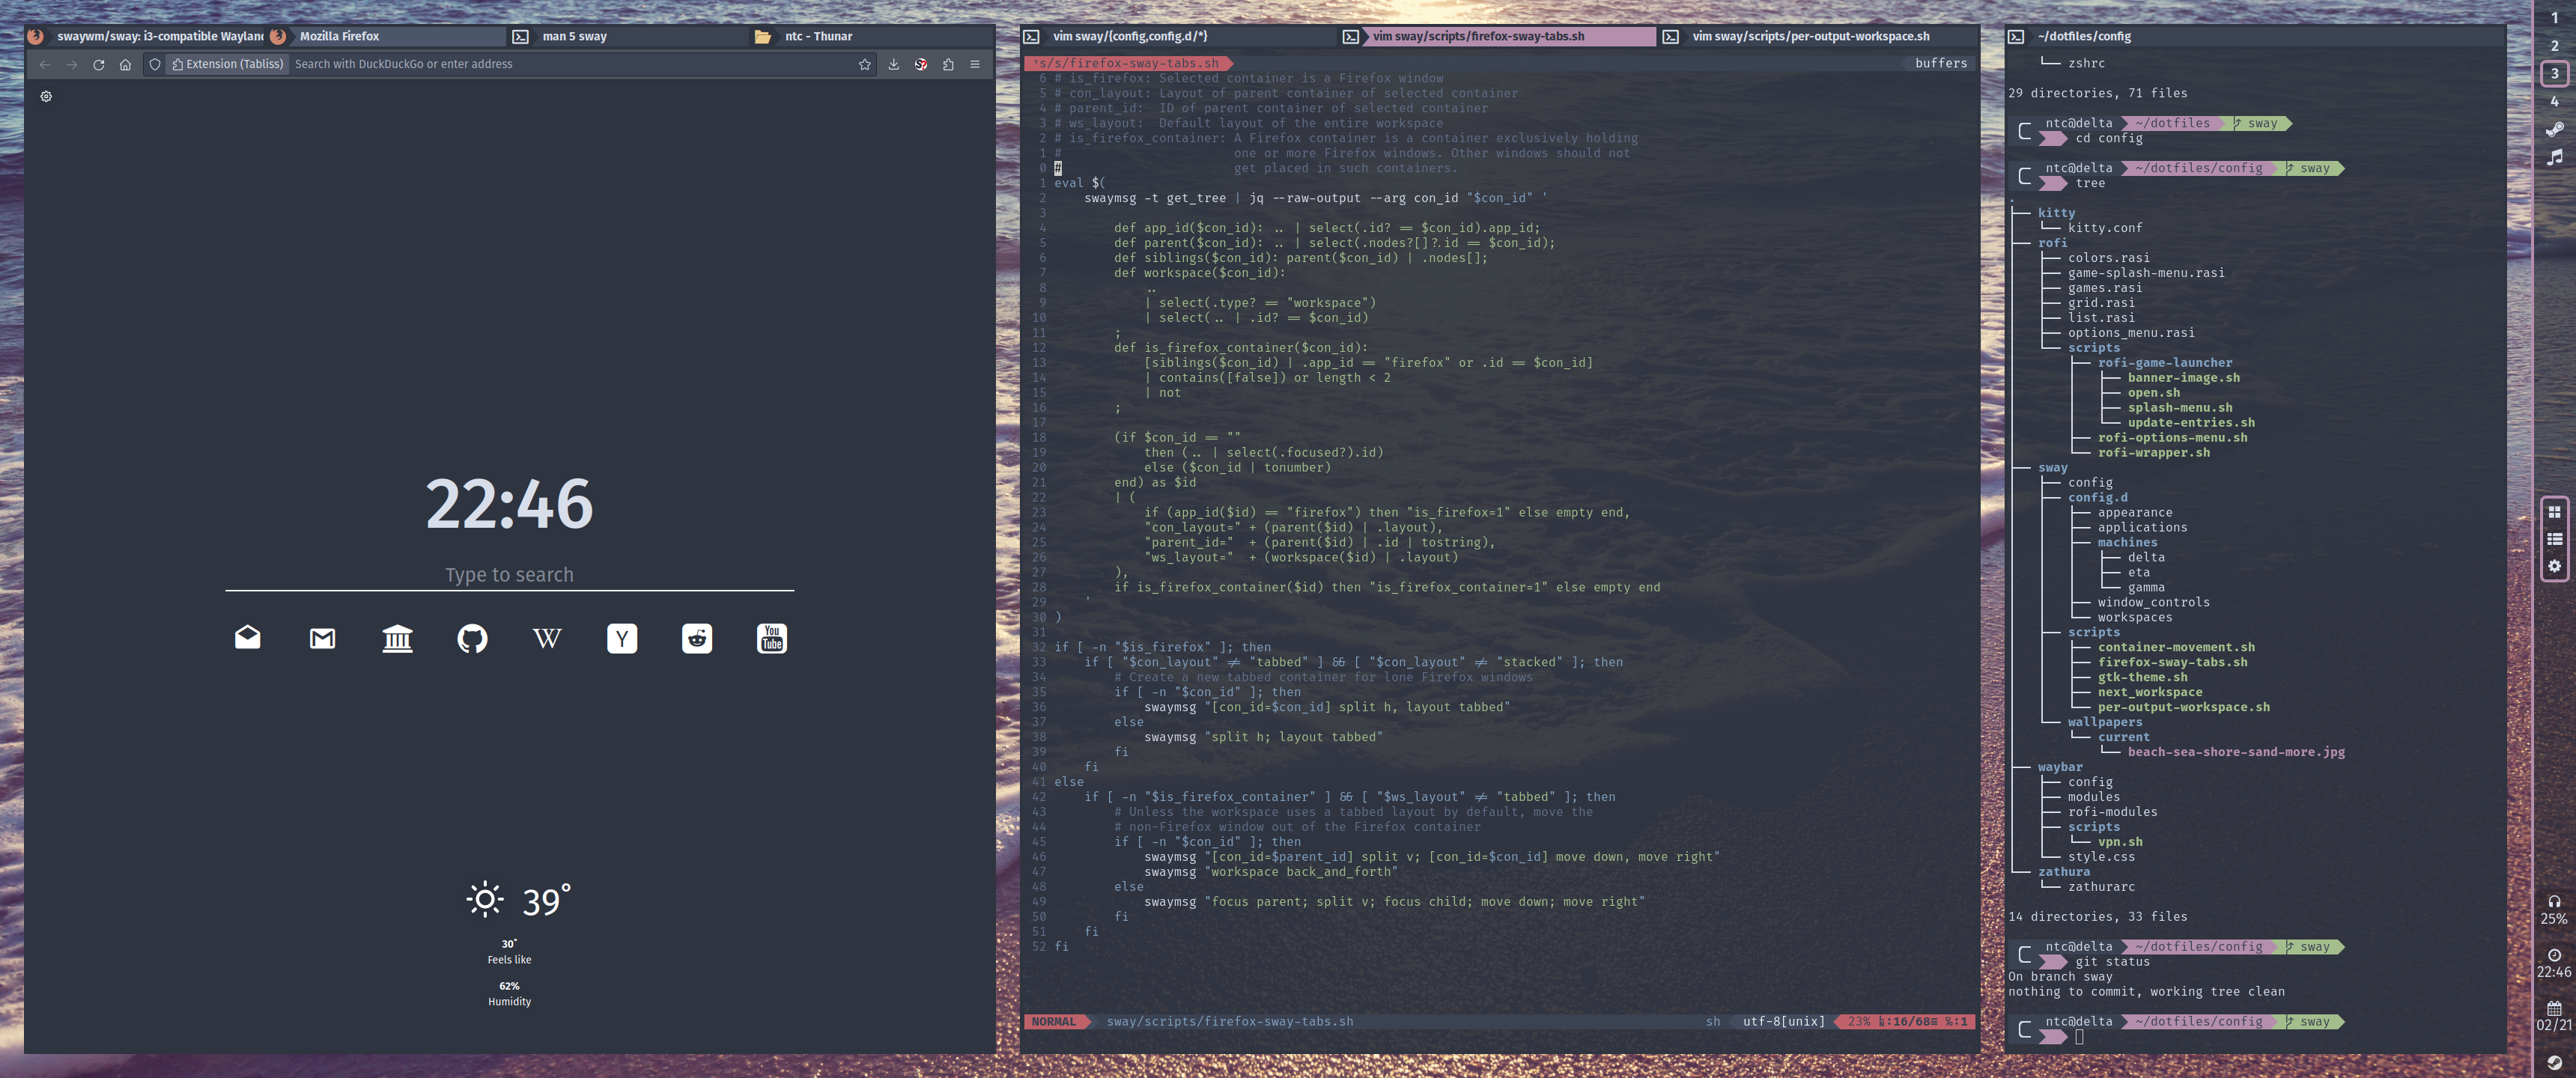 swaywm/sway: i3-compatible Wayland
Mozilla Firefox
man 5 sway
ntc - Thunar
Extension (Tabliss)
Search with DuckDuckGo or enter address
22:46
Type to search
W
Y
You
Tube
39°
30°
Feels like
62%
Humidity
vim sway/{config,config.d/*}
vim sway/scripts/firefox-sway-tabs.sh
vim sway/scripts/per-output-workspace.sh
's/s/firefox-sway-tabs.sh
buffers
6 # is_firefox: Selected container is a Firefox window
5 # con_layout: Layout of parent container of selected container
4 # parent_id:  ID of parent container of selected container
3 # ws_layout:  Default layout of the entire workspace
2 # is_firefox_container: A Firefox container is a container exclusively holding
1 #                       one or more Firefox windows. Other windows should not
0 #                       get placed in such containers.
1 eval $(
2     swaymsg -t get_tree | jq --raw-output --arg con_id "$con_id" '
3
4         def app_id($con_id): .. | select(.id? == $con_id).app_id;
5         def parent($con_id): .. | select(.nodes?[]?.id == $con_id);
6         def siblings($con_id): parent($con_id) | .nodes[];
7         def workspace($con_id):
8             ..
9             | select(.type? == "workspace")
10             | select(.. | .id? == $con_id)
11         ;
12         def is_firefox_container($con_id):
13             [siblings($con_id) | .app_id == "firefox" or .id == $con_id]
14             | contains([false]) or length < 2
15             | not
16         ;
17
18         (if $con_id == ""
19             then (.. | select(.focused?).id)
20             else ($con_id | tonumber)
21         end) as $id
22         | (
23             if (app_id($id) == "firefox") then "is_firefox=1" else empty end,
24             "con_layout=" + (parent($id) | .layout),
25             "parent_id="  + (parent($id) | .id | tostring),
26             "ws_layout="  + (workspace($id) | .layout)
27         ),
28         if is_firefox_container($id) then "is_firefox_container=1" else empty end
29     '
30 )
31
32 if [ -n "$is_firefox" ]; then
33     if [ "$con_layout" != "tabbed" ] && [ "$con_layout" != "stacked" ]; then
34         # Create a new tabbed container for lone Firefox windows
35         if [ -n "$con_id" ]; then
36             swaymsg "[con_id=$con_id] split h, layout tabbed"
37         else
38             swaymsg "split h; layout tabbed"
39         fi
40     fi
41 else
42     if [ -n "$is_firefox_container" ] && [ "$ws_layout" != "tabbed" ]; then
43         # Unless the workspace uses a tabbed layout by default, move the
44         # non-Firefox window out of the Firefox container
45         if [ -n "$con_id" ]; then
46             swaymsg "[con_id=$parent_id] split v; [con_id=$con_id] move down, move right"
47             swaymsg "workspace back_and_forth"
48         else
49             swaymsg "focus parent; split v; focus child; move down; move right"
50         fi
51     fi
52 fi
NORMAL
sway/scripts/firefox-sway-tabs.sh
sh
utf-8[unix]
23% ㏑:16/68≡ ℅:1
~/dotfiles/config
└── zshrc
29 directories, 71 files
ntc@delta ~/dotfiles sway
cd config
ntc@delta ~/dotfiles/config sway
tree
.
├── kitty
│   └── kitty.conf
├── rofi
│   ├── colors.rasi
│   ├── game-splash-menu.rasi
│   ├── games.rasi
│   ├── grid.rasi
│   ├── list.rasi
│   ├── options_menu.rasi
│   └── scripts
│       ├── rofi-game-launcher
│       │   ├── banner-image.sh
│       │   ├── open.sh
│       │   ├── splash-menu.sh
│       │   └── update-entries.sh
│       ├── rofi-options-menu.sh
│       └── rofi-wrapper.sh
├── sway
│   ├── config
│   ├── config.d
│   │   ├── appearance
│   │   ├── applications
│   │   ├── machines
│   │   │   ├── delta
│   │   │   ├── eta
│   │   │   └── gamma
│   │   ├── window_controls
│   │   └── workspaces
│   ├── scripts
│   │   ├── container-movement.sh
│   │   ├── firefox-sway-tabs.sh
│   │   ├── gtk-theme.sh
│   │   ├── next_workspace
│   │   └── per-output-workspace.sh
│   └── wallpapers
│       └── current
│           └── beach-sea-shore-sand-more.jpg
├── waybar
│   ├── config
│   ├── modules
│   ├── rofi-modules
│   ├── scripts
│   │   └── vpn.sh
│   └── style.css
└── zathura
    └── zathurarc
14 directories, 33 files
ntc@delta ~/dotfiles/config sway
git status
On branch sway
nothing to commit, working tree clean
ntc@delta ~/dotfiles/config sway
1
2
3
4
25%
22:46
02/21